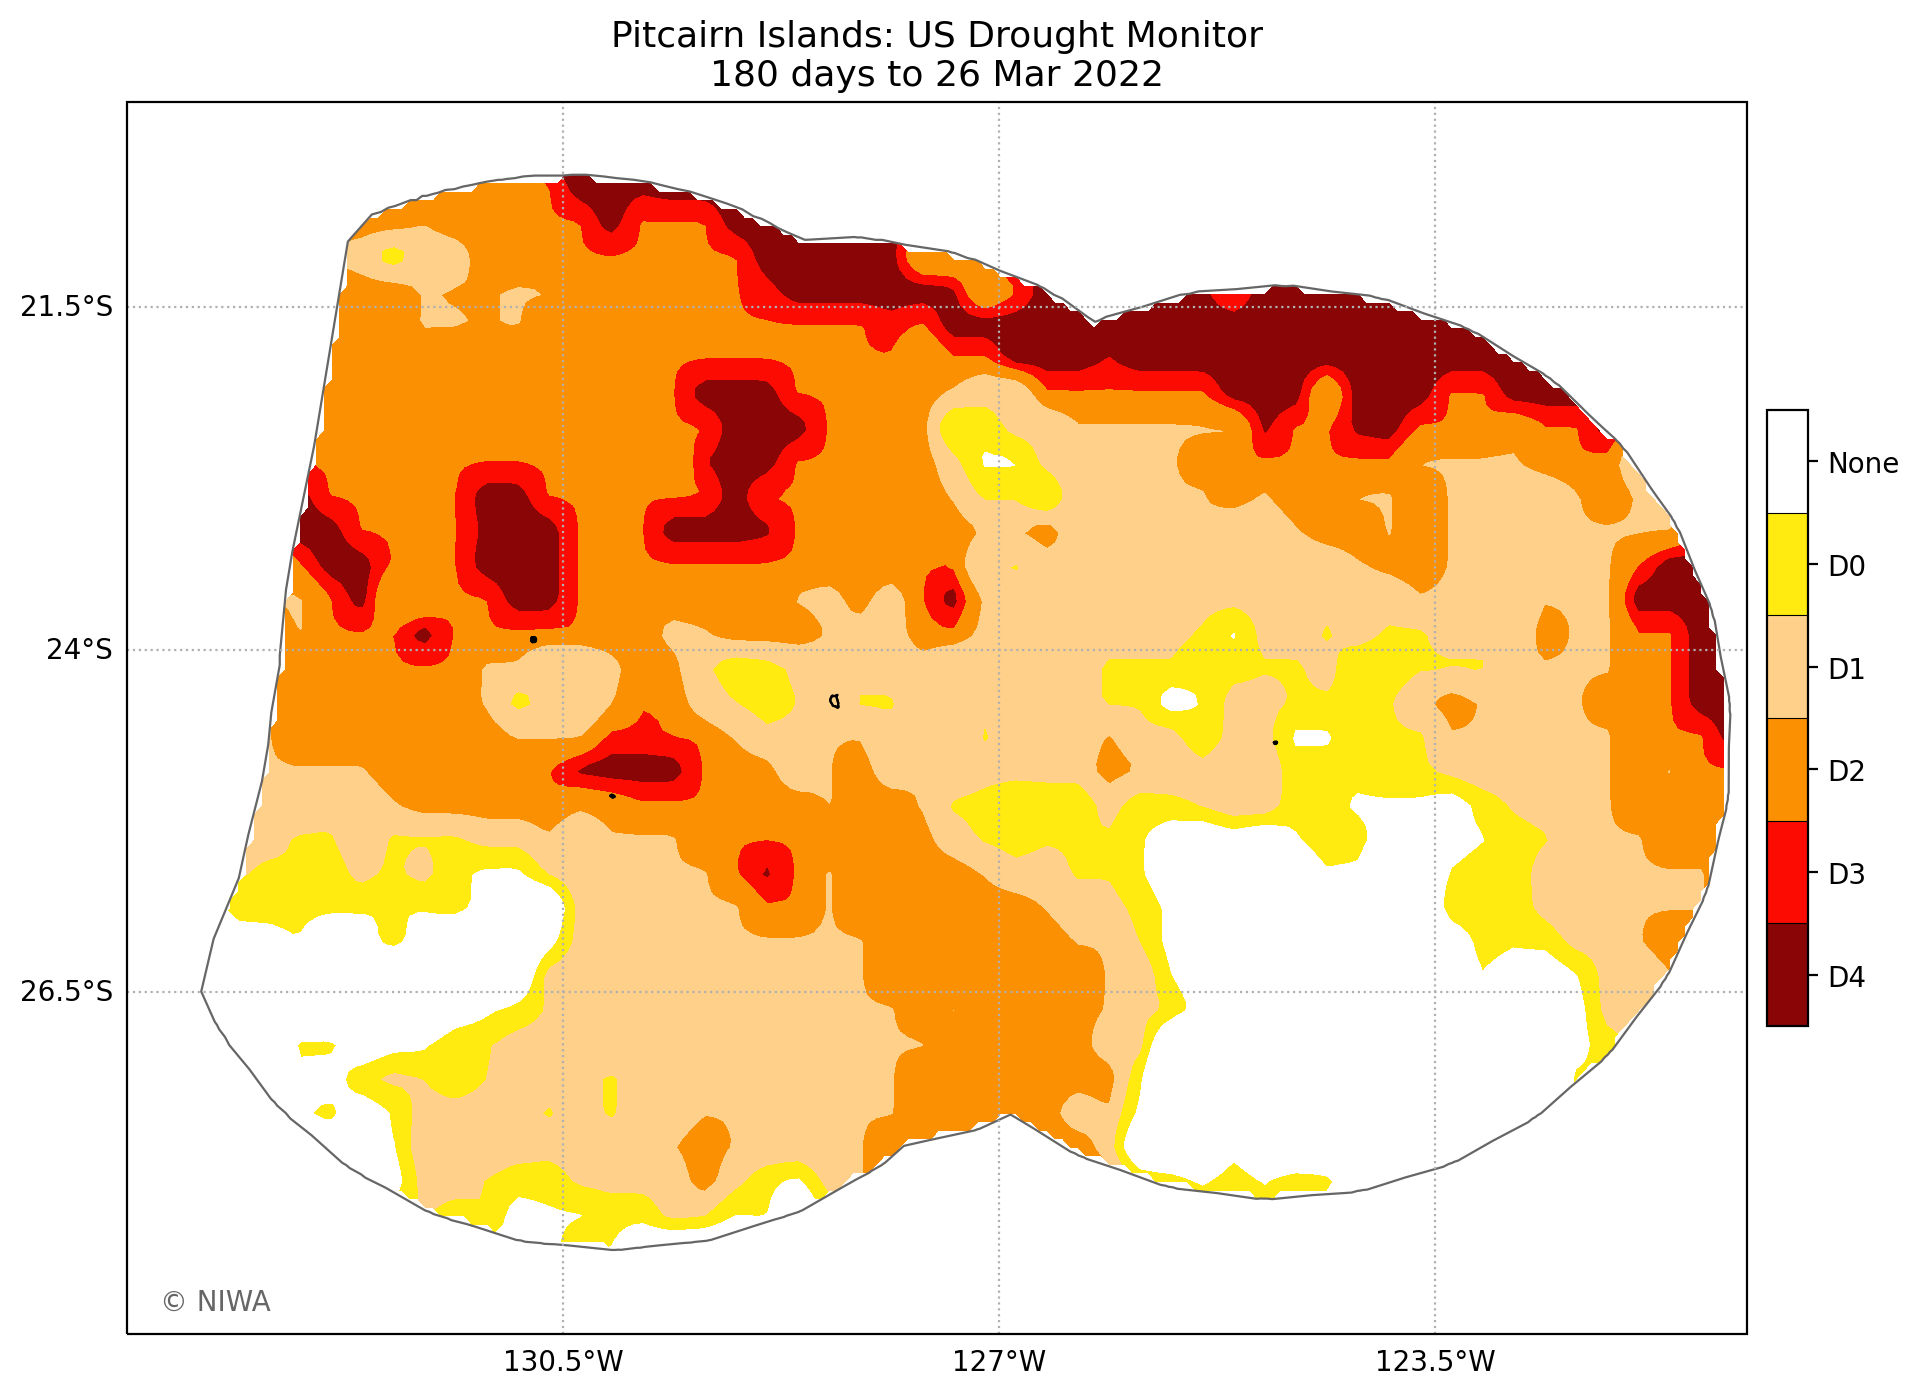 Pitcairn Islands: US Drought Monitor
180 days to 26 Mar 2022
21.5°S
24°S
26.5°S
130.5°W
127°W
123.5°W
None
D0
D1
D2
D3
D4
© NIWA